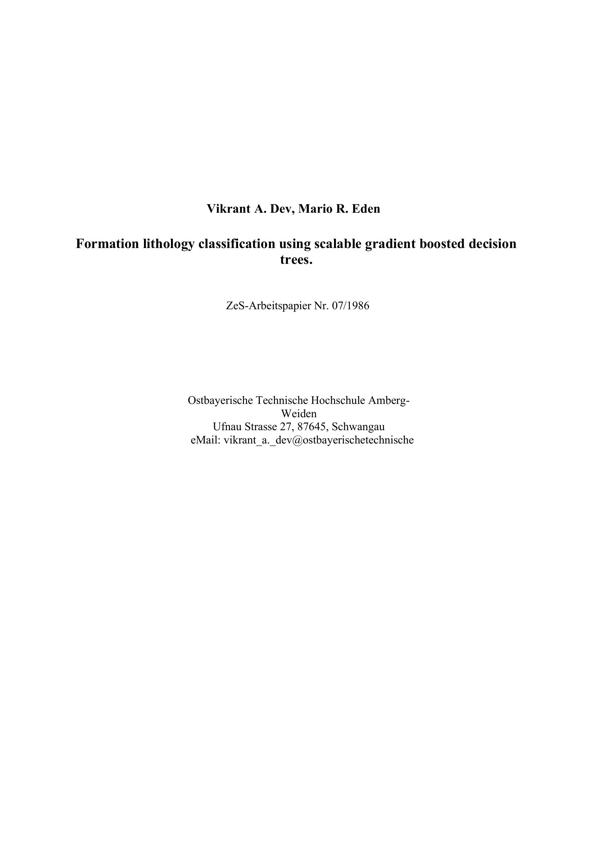 Vikrant A. Dev, Mario R. Eden
Formation lithology classification using scalable gradient boosted decision
trees.
ZeS-Arbeitspapier Nr. 07/1986
Ostbayerische Technische Hochschule Amberg-
Weiden
Ufnau Strasse 27, 87645, Schwangau
eMail: vikrant_a._dev@ostbayerischetechnische